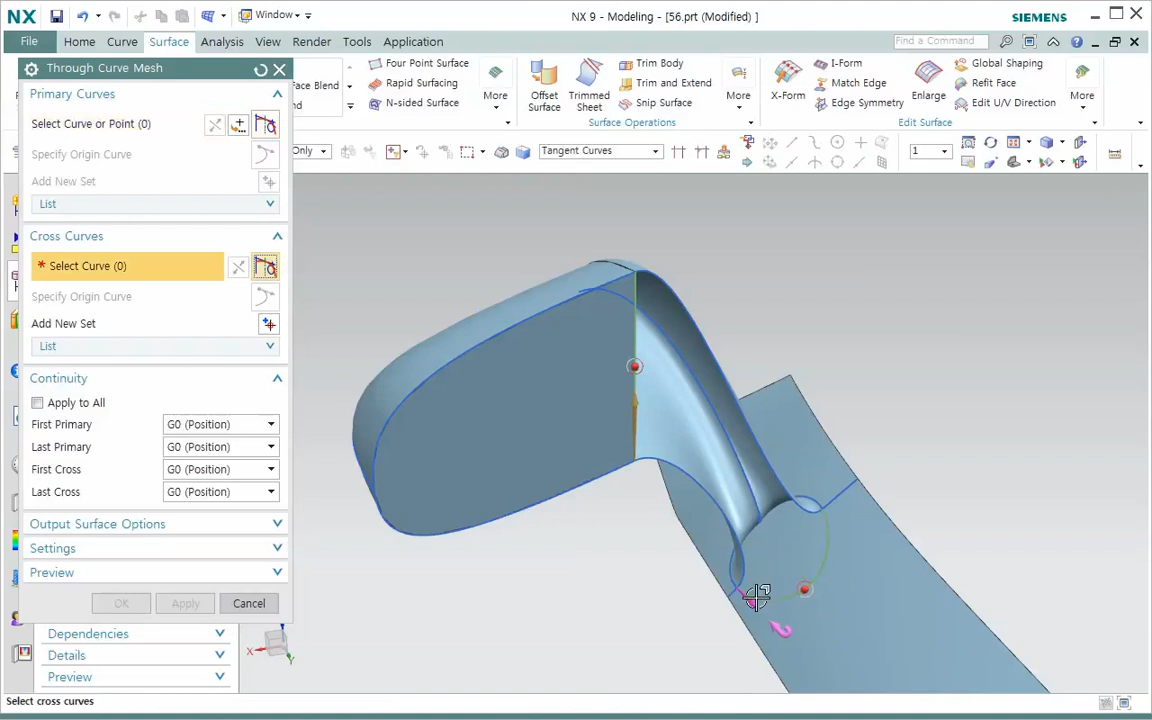 NX
Window
NX 9 - Modeling - [56.prt (Modified) ]
SIEMENS
File
Home
Curve
Surface
Analysis
View
Render
Tools
Application
Find a Command
Through Curve Mesh
Face Blend
nd
Four Point Surface
Rapid Surfacing
N-sided Surface
More
Offset
Surface
Trimmed
Sheet
Trim Body
Trim and Extend
Snip Surface
More
Surface Operations
X-Form
I-Form
Match Edge
Edge Symmetry
Enlarge
Global Shaping
Refit Face
Edit U/V Direction
More
Edit Surface
Only
Tangent Curves
1
Primary Curves
Select Curve or Point (0)
Specify Origin Curve
Add New Set
List
Cross Curves
* Select Curve (0)
Specify Origin Curve
Add New Set
List
Continuity
Apply to All
First Primary
G0 (Position)
Last Primary
G0 (Position)
First Cross
G0 (Position)
Last Cross
G0 (Position)
Output Surface Options
Settings
Preview
OK
Apply
Cancel
Dependencies
Details
Preview
X
Y
Select cross curves